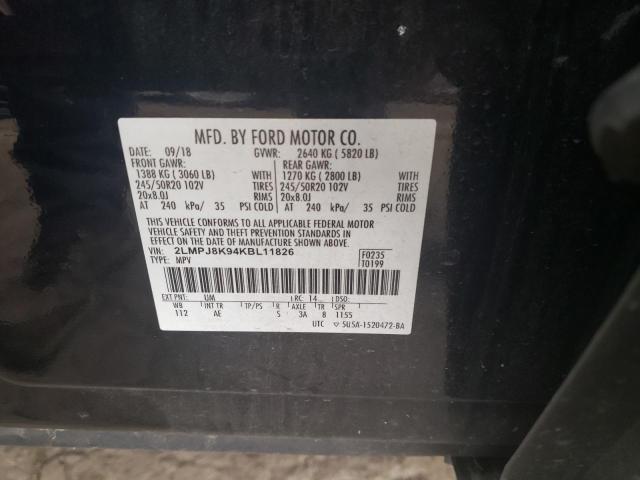 MFD. BY FORD MOTOR CO.
DATE: 09/18 GVWR: 2640 KG ( 5820 LB)
FRONT GAWR: REAR GAWR:
1388 KG ( 3060 LB) WITH 1270 KG ( 2800 LB) WITH
245/50R20 102V TIRES 245/50R20 102V TIRES
20x8.0J RIMS 20x8.0J RIMS
AT 240 kPa/ 35 PSI COLD AT 240 kPa/ 35 PSI COLD
THIS VEHICLE CONFORMS TO ALL APPLICABLE FEDERAL MOTOR
VEHICLE SAFETY AND THEFT PREVENTION STANDARDS IN
EFFECT ON THE DATE OF MANUFACTURE SHOWN ABOVE.
VIN: 2LMPJ8K94KBL11826 F0235
TYPE: MPV T0199
EXT PNT: UM RC: 14 DSO:
WB INT TR TP/PS R AXLE TR SPR
112 AE S 3A 8 1155
UTC 5U5A-1520472-BA